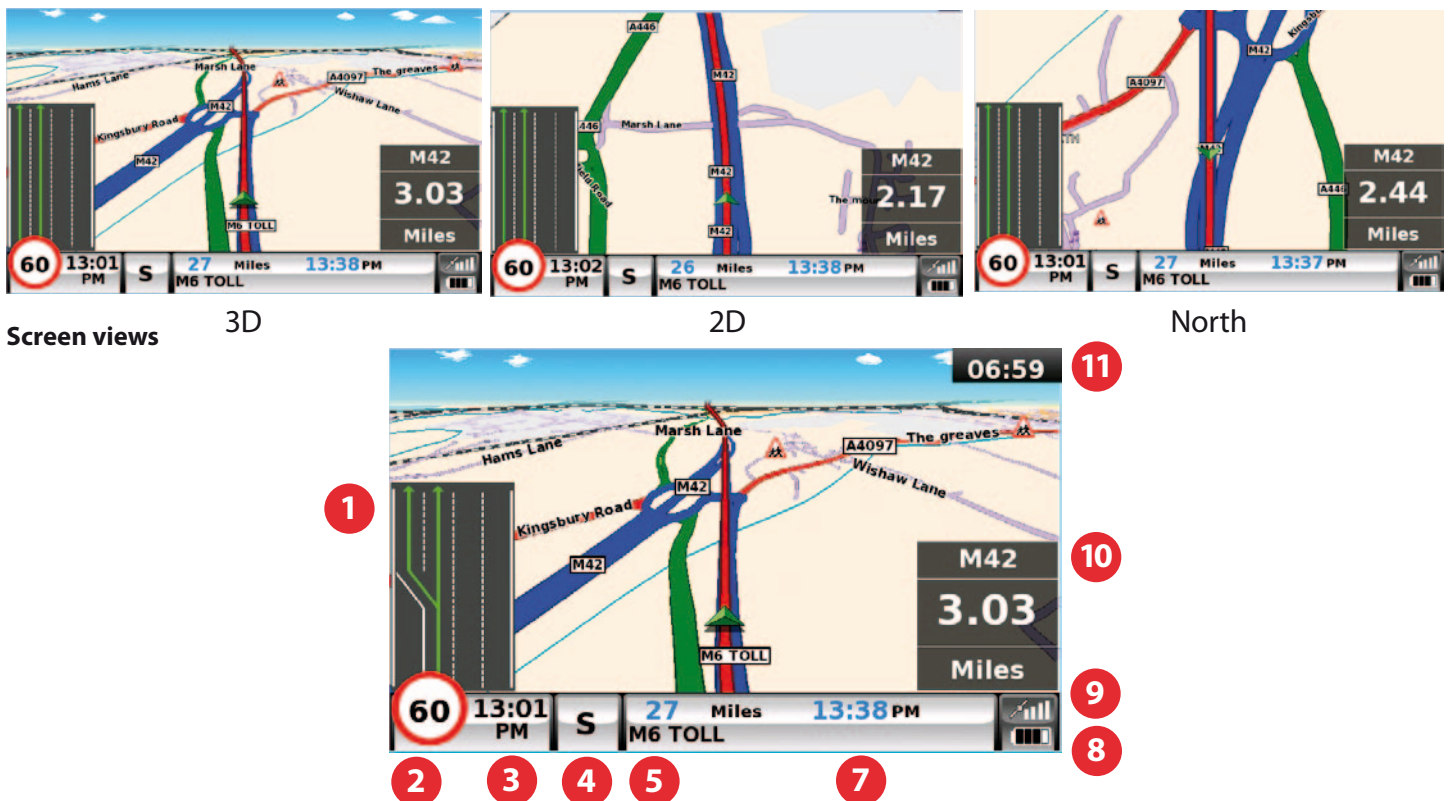 Marsh Lane
Hams Lane
The greaves
A4097
Wishaw Lane
M42
Kingsbury Road
M42
M42
3.03
Miles
M6 TOLL
60
13:01
PM
S
27 Miles 13:38 PM
M6 TOLL
A446
M42
446
Marsh Lane
M42
field Road
The mou
M42
2.17
Miles
M42
60
13:02
PM
S
26 Miles 13:38 PM
M6 TOLL
Kingsbu
M42
A4097
TH
M42
M42
2.44
Miles
A446
60
13:01
PM
S
27 Miles 13:37 PM
M6 TOLL
3D
2D
North
Screen views
06:59
11
Marsh Lane
The greaves
A4097
Hams Lane
Wishaw Lane
M42
1
Kingsbury Road
M42
M42
10
3.03
Miles
M6 TOLL
9
60
13:01
PM
S
27 Miles 13:38 PM
M6 TOLL
8
2
3
4
5
7